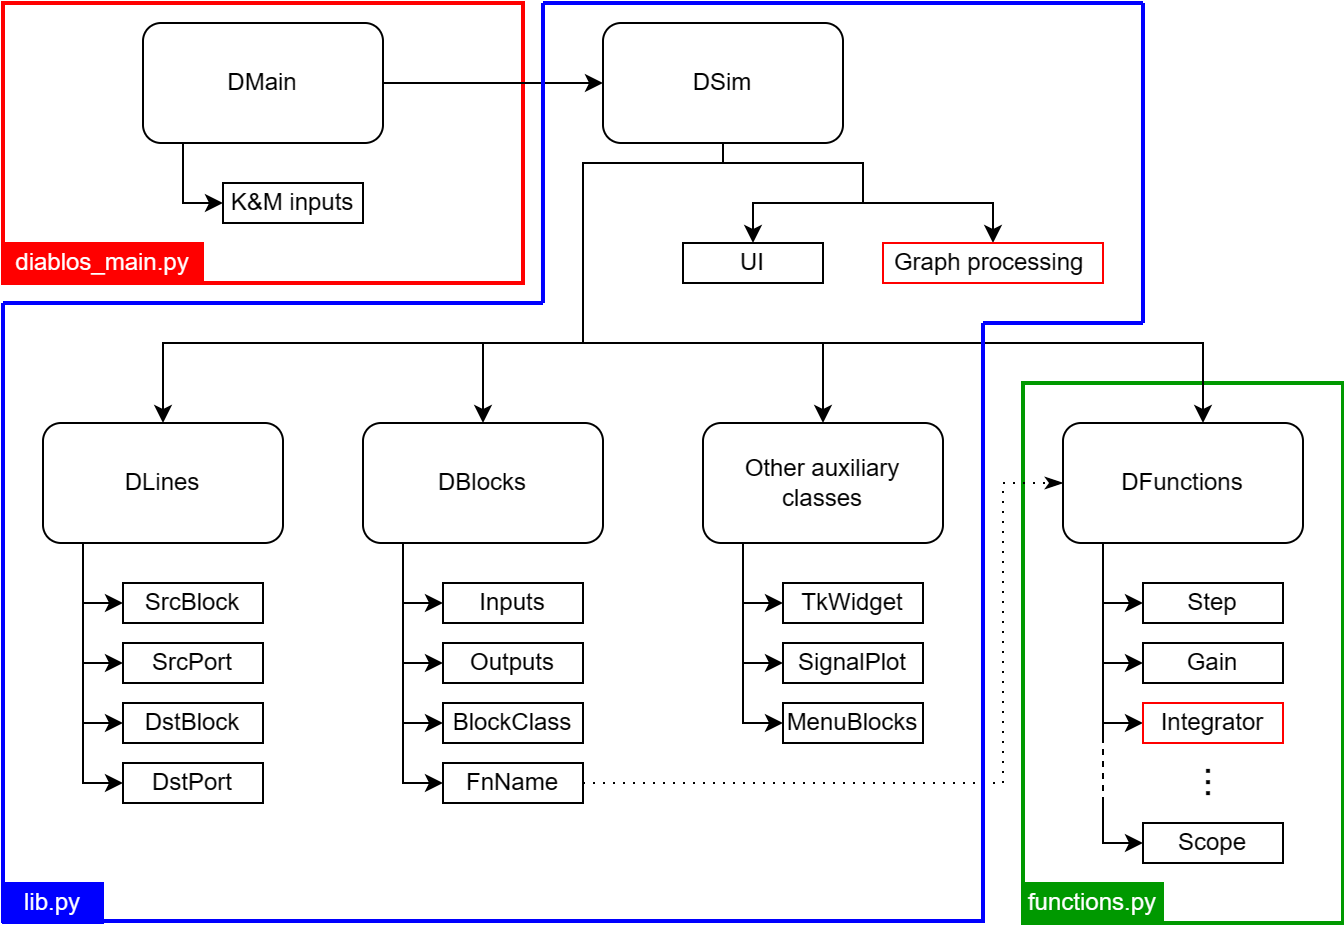 DMain
K&M inputs
diablos_main.py
DSim
UI
Graph processing
DLines
SrcBlock
SrcPort
DstBlock
DstPort
DBlocks
Inputs
Outputs
BlockClass
FnName
Other auxiliary
classes
TkWidget
SignalPlot
MenuBlocks
lib.py
DFunctions
Step
Gain
Integrator
⋮
Scope
functions.py